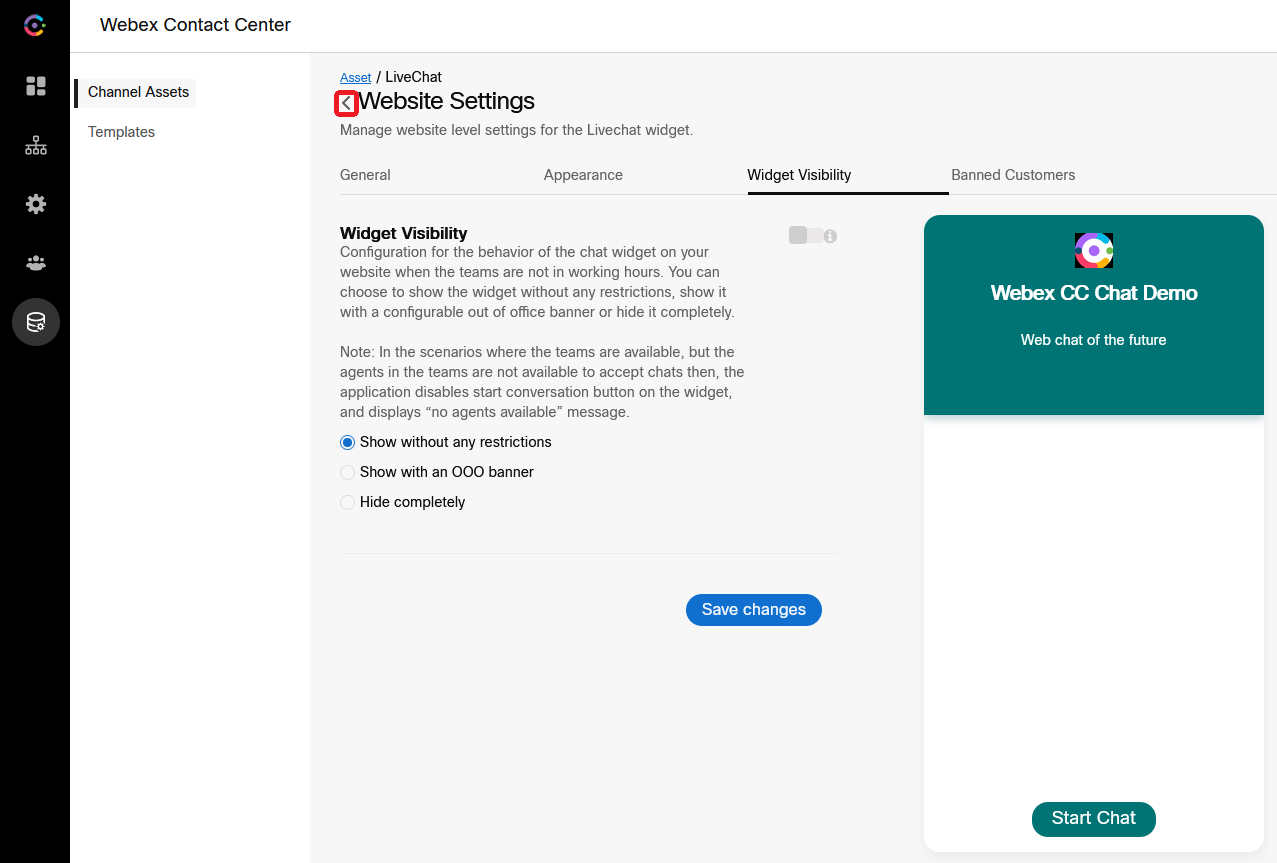 Webex Contact Center
Channel Assets
Templates
Asset / LiveChat
Website Settings
Manage website level settings for the Livechat widget.
General Appearance Widget Visibility Banned Customers
Widget Visibility
Configuration for the behavior of the chat widget on your
website when the teams are not in working hours. You can
choose to show the widget without any restrictions, show it
with a configurable out of office banner or hide it completely.
Note: In the scenarios where the teams are available, but the
agents in the teams are not available to accept chats then, the
application disables start conversation button on the widget,
and displays “no agents available” message.
Show without any restrictions
Show with an OOO banner
Hide completely
Save changes
Webex CC Chat Demo
Web chat of the future
Start Chat